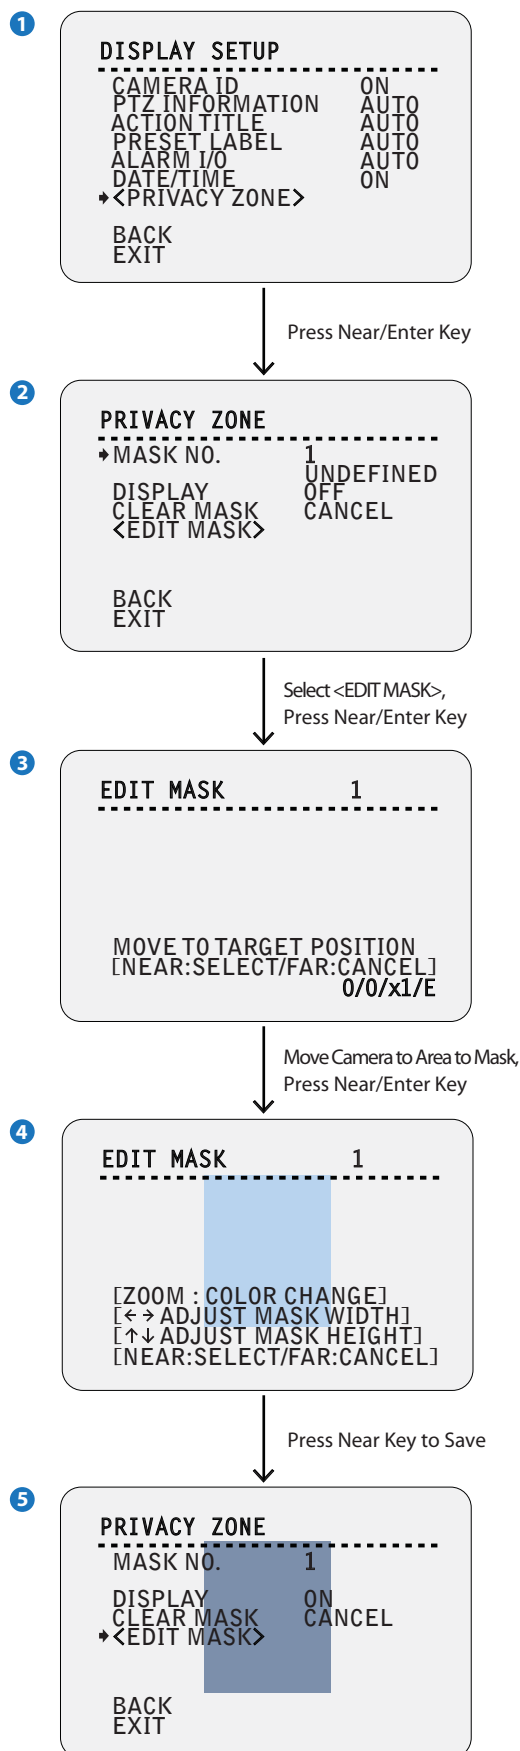 1
DISPLAY SETUP
CAMERA ID ON
PTZ INFORMATION AUTO
ACTION TITLE AUTO
PRESET LABEL AUTO
ALARM I/O AUTO
DATE/TIME ON
<PRIVACY ZONE>
BACK
EXIT
Press Near/Enter Key
2
PRIVACY ZONE
MASK NO. 1
UNDEFINED
DISPLAY OFF
CLEAR MASK CANCEL
<EDIT MASK>
BACK
EXIT
Select <EDIT MASK>,
Press Near/Enter Key
3
EDIT MASK 1
MOVE TO TARGET POSITION
[NEAR:SELECT/FAR:CANCEL]
0/0/x1/E
Move Camera to Area to Mask,
Press Near/Enter Key
4
EDIT MASK 1
[ZOOM : COLOR CHANGE]
[←→ ADJUST MASK WIDTH]
[↑↓ ADJUST MASK HEIGHT]
[NEAR:SELECT/FAR:CANCEL]
Press Near Key to Save
5
PRIVACY ZONE
MASK NO. 1
DISPLAY ON
CLEAR MASK CANCEL
<EDIT MASK>
BACK
EXIT